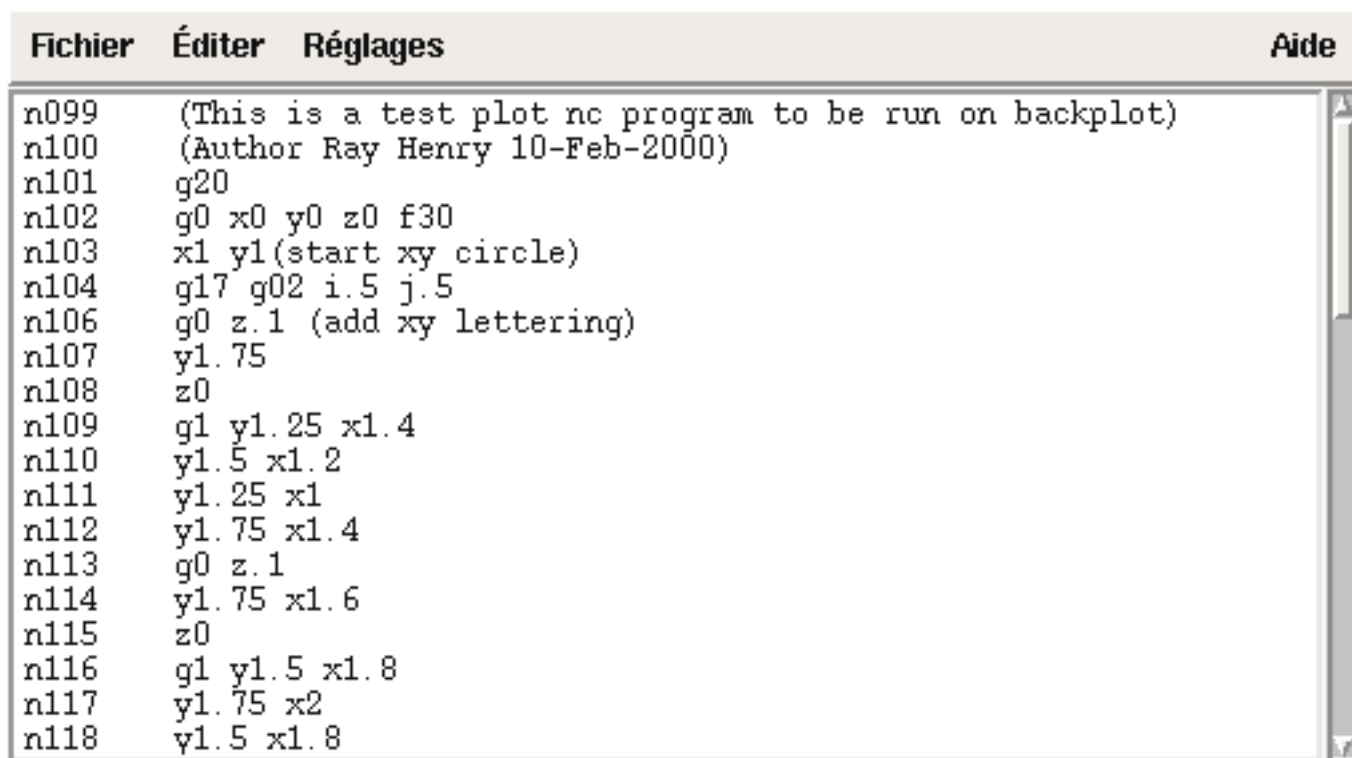 Fichier Éditer Réglages Aide
n099 (This is a test plot nc program to be run on backplot)
n100 (Author Ray Henry 10-Feb-2000)
n101 g20
n102 g0 x0 y0 z0 f30
n103 x1 y1(start xy circle)
n104 g17 g02 i.5 j.5
n106 g0 z.1 (add xy lettering)
n107 y1.75
n108 z0
n109 g1 y1.25 x1.4
n110 y1.5 x1.2
n111 y1.25 x1
n112 y1.75 x1.4
n113 g0 z.1
n114 y1.75 x1.6
n115 z0
n116 g1 y1.5 x1.8
n117 y1.75 x2
n118 y1.5 x1.8